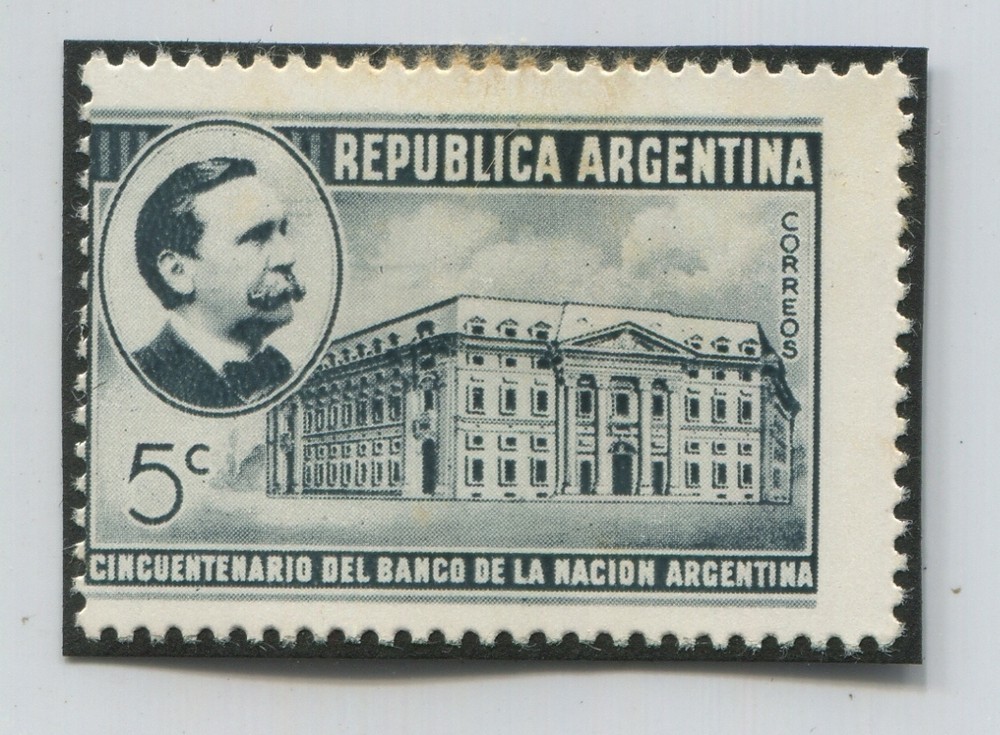 REPUBLICA ARGENTINA
CORREOS
5c
CINCUENTENARIO DEL BANCO DE LA NACION ARGENTINA